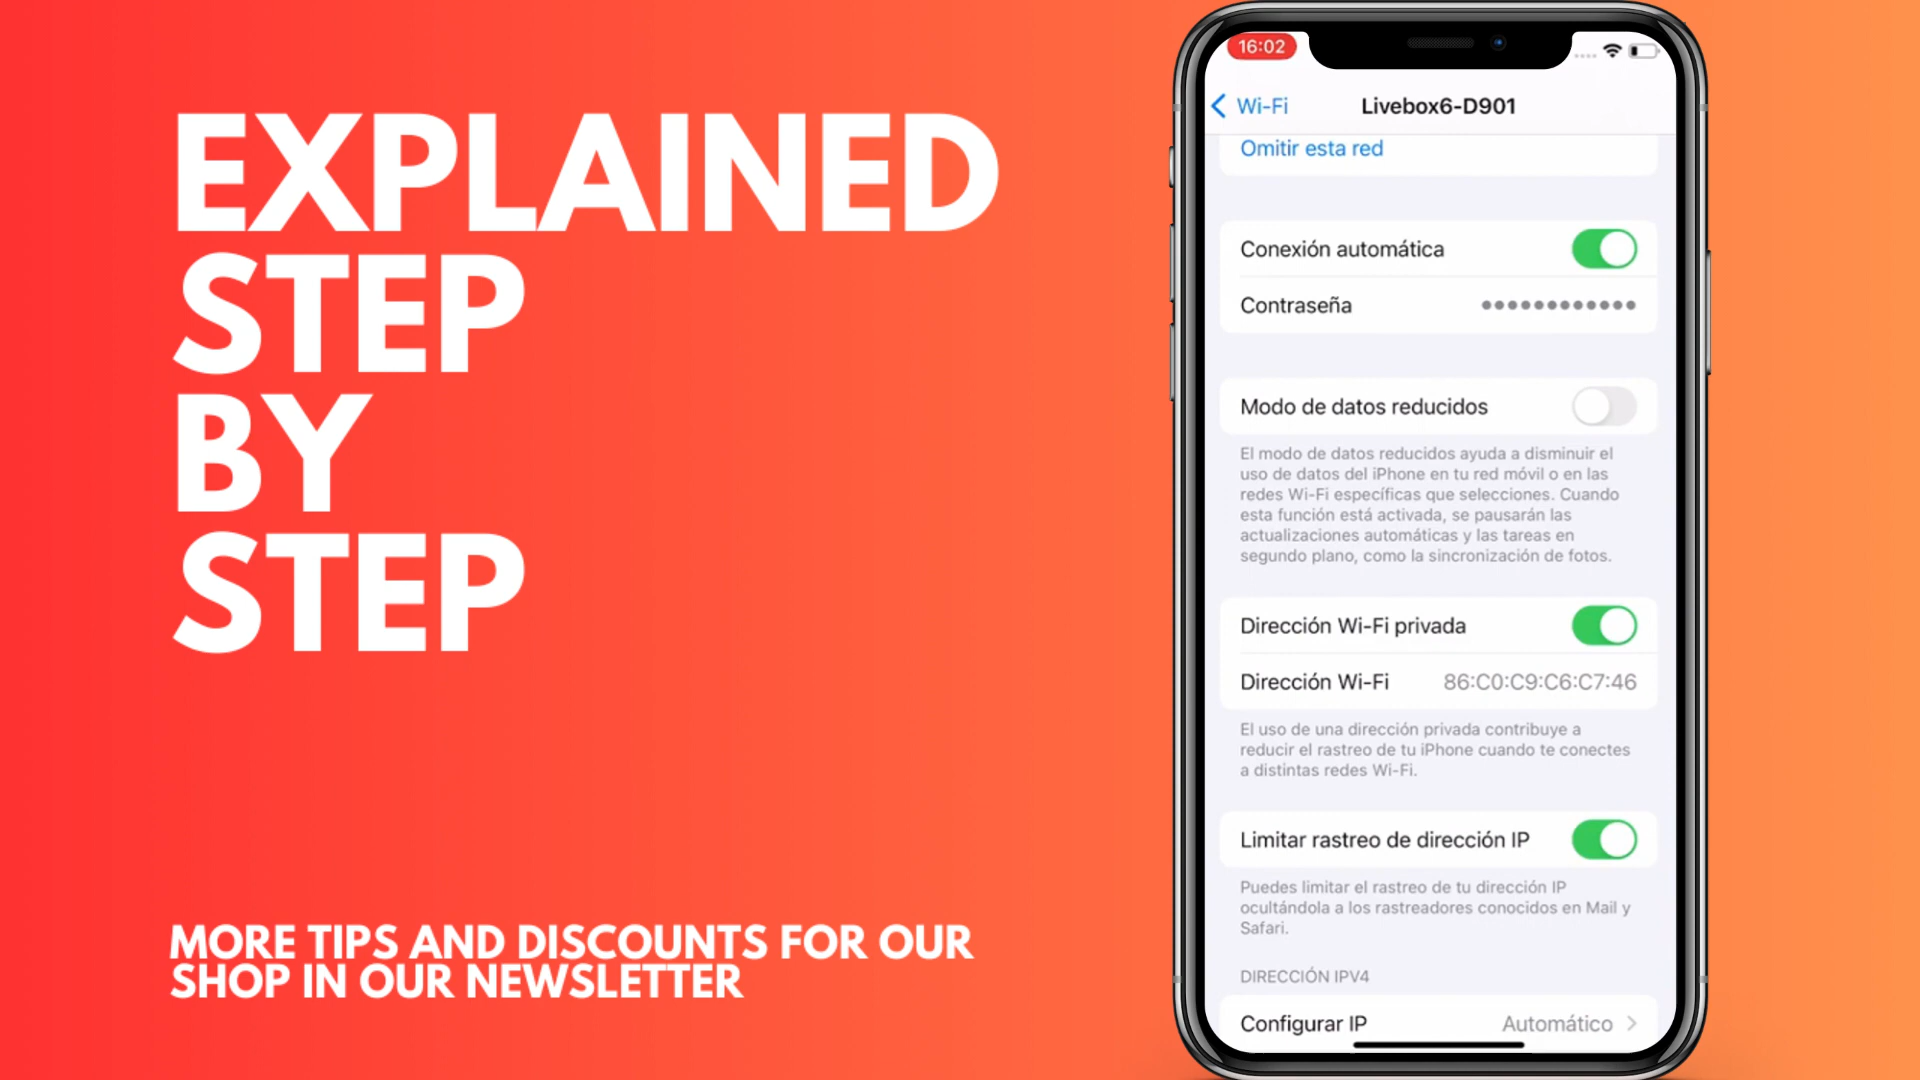 EXPLAINED
STEP
BY
STEP
MORE TIPS AND DISCOUNTS FOR OUR
SHOP IN OUR NEWSLETTER
16:02
Wi-Fi
Livebox6-D901
Omitir esta red
Conexión automática
Contraseña ••••••••••••
Modo de datos reducidos
El modo de datos reducidos ayuda a disminuir el
uso de datos del iPhone en tu red móvil o en las
redes Wi-Fi específicas que selecciones. Cuando
esta función está activada, se pausarán las
actualizaciones automáticas y las tareas en
segundo plano, como la sincronización de fotos.
Dirección Wi-Fi privada
Dirección Wi-Fi 86:C0:C9:C6:C7:46
El uso de una dirección privada contribuye a
reducir el rastreo de tu iPhone cuando te conectes
a distintas redes Wi-Fi.
Limitar rastreo de dirección IP
Puedes limitar el rastreo de tu dirección IP
ocultándola a los rastreadores conocidos en Mail y
Safari.
DIRECCIÓN IPV4
Configurar IP Automático